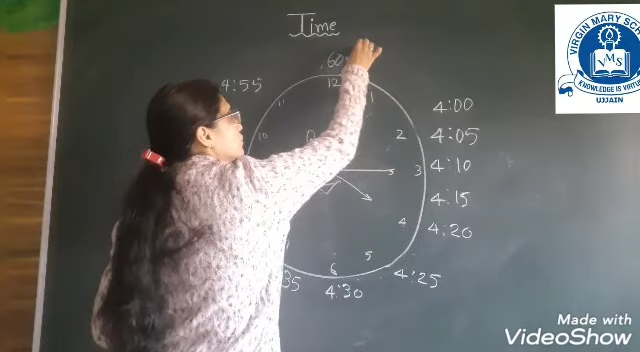 Time
60
4:55
12
11
1
10
2
3
4
5
6
4:00
4:05
4:10
4:15
4:20
4:25
4:30
35
VIRGIN MARY SCH
VMS
KNOWLEDGE IS VIRTUE
UJJAIN
Made with
VideoShow